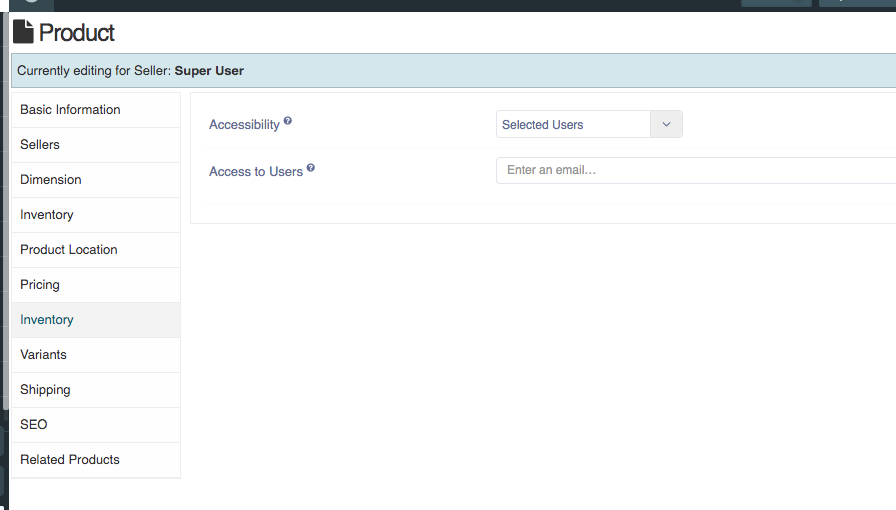 Product
Currently editing for Seller: Super User
Basic Information
Sellers
Dimension
Inventory
Product Location
Pricing
Inventory
Variants
Shipping
SEO
Related Products
Accessibility ?
Selected Users
Access to Users ?
Enter an email...